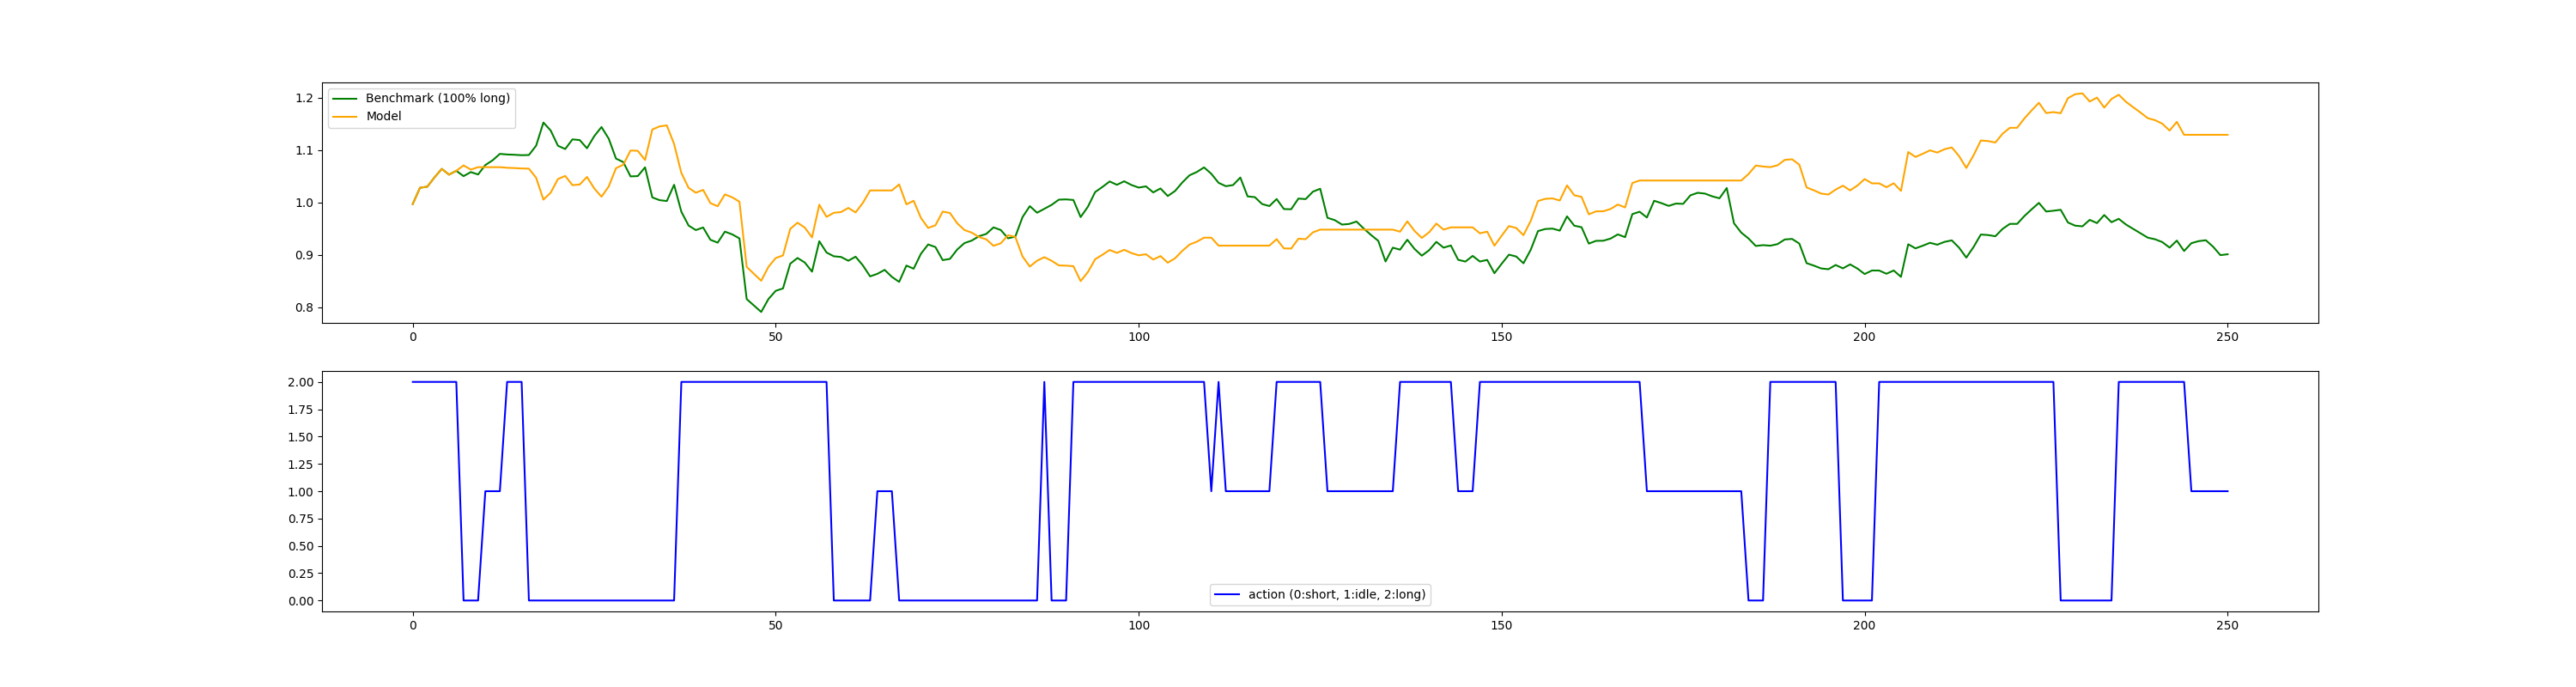 1.2
1.1
1.0
0.9
0.8
Benchmark (100% long)
Model
0 50 100 150 200 250
2.00
1.75
1.50
1.25
1.00
0.75
0.50
0.25
0.00
action (0:short, 1:idle, 2:long)
0 50 100 150 200 250